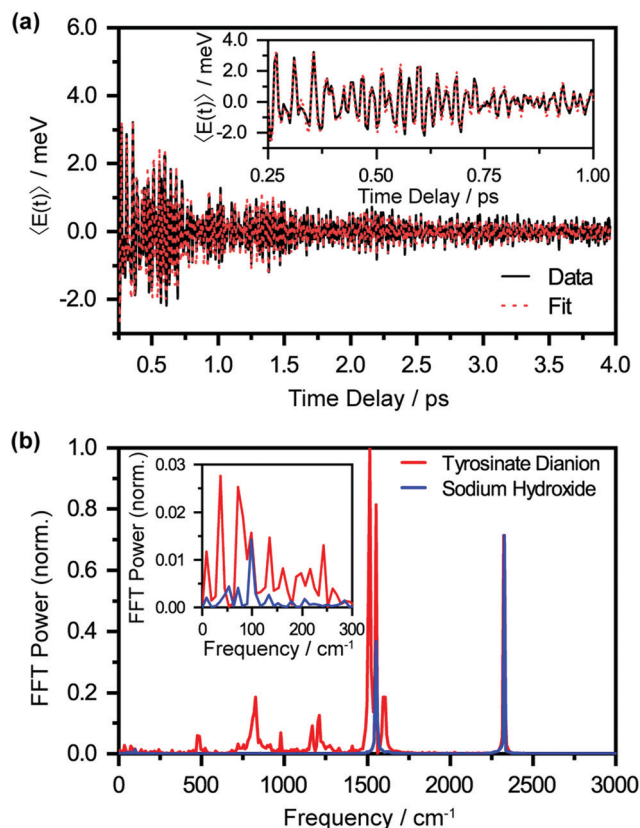 (a)
6.0
4.0
2.0
0.0
-2.0
⟨E(t)⟩ / meV
4.0
2.0
0.0
-2.0
⟨E(t)⟩ / meV
0.25 0.50 0.75 1.00
Time Delay / ps
Data
Fit
0.5 1.0 1.5 2.0 2.5 3.0 3.5 4.0
Time Delay / ps
(b)
1.0
0.8
0.6
0.4
0.2
0.0
FFT Power (norm.)
0.03
0.02
0.01
0.00
FFT Power (norm.)
0 100 200 300
Frequency / cm⁻¹
Tyrosinate Dianion
Sodium Hydroxide
0 500 1000 1500 2000 2500 3000
Frequency / cm⁻¹